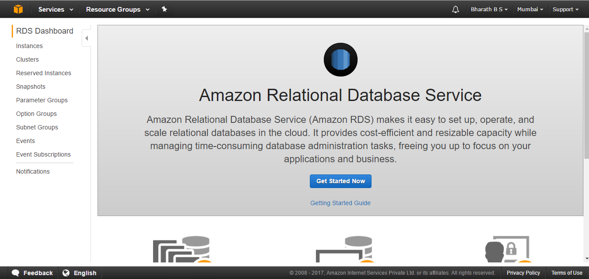 Services Resource Groups Bharath B S Mumbai Support
RDS Dashboard
Instances
Clusters
Reserved Instances
Snapshots
Parameter Groups
Option Groups
Subnet Groups
Events
Event Subscriptions
Notifications
Amazon Relational Database Service
Amazon Relational Database Service (Amazon RDS) makes it easy to set up, operate, and
scale relational databases in the cloud. It provides cost-efficient and resizable capacity while
managing time-consuming database administration tasks, freeing you up to focus on your
applications and business.
Get Started Now
Getting Started Guide
Feedback English © 2008 - 2017, Amazon Internet Services Private Ltd. or its affiliates. All rights reserved. Privacy Policy Terms of Use